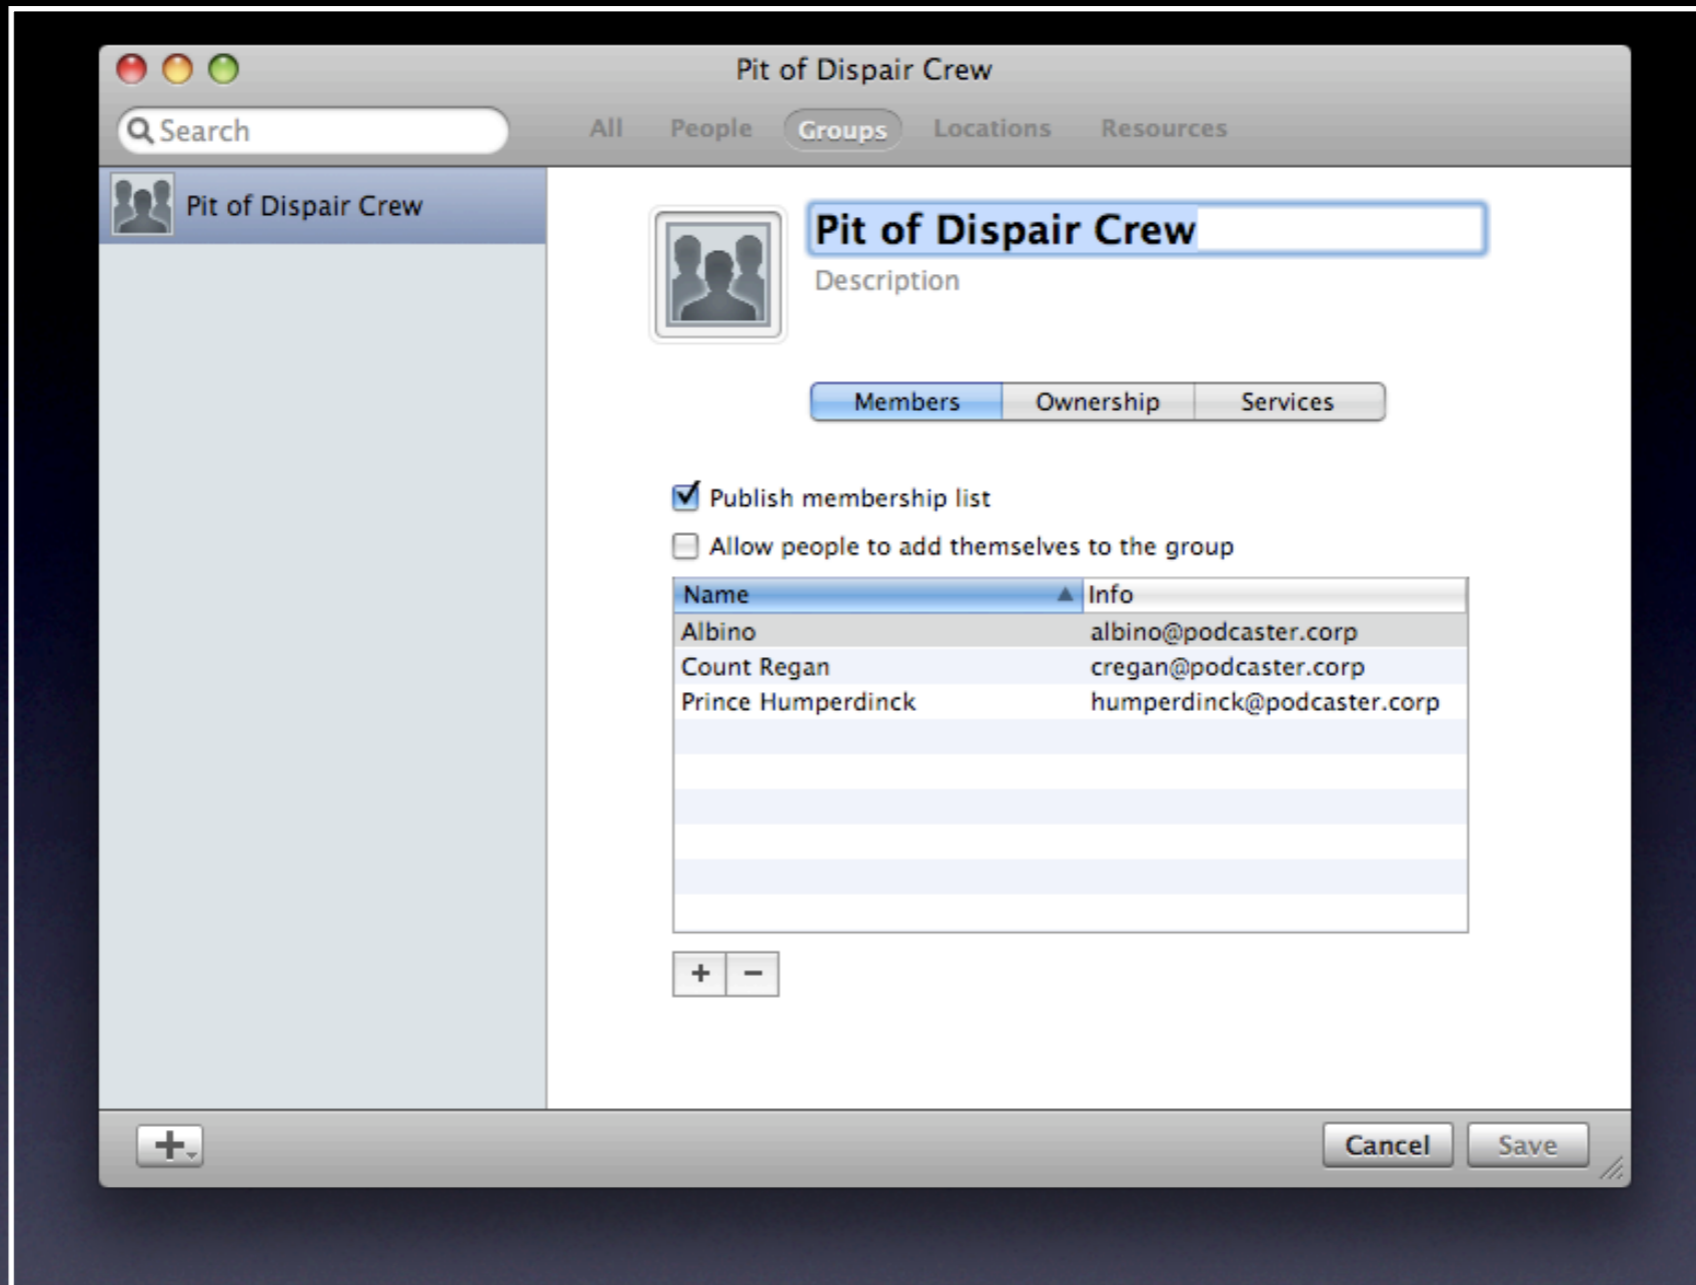 Pit of Dispair Crew
Search
All People Groups Locations Resources
Pit of Dispair Crew
Pit of Dispair Crew
Description
Members Ownership Services
Publish membership list
Allow people to add themselves to the group
Name Info
Albino albino@podcaster.corp
Count Regan cregan@podcaster.corp
Prince Humperdinck humperdinck@podcaster.corp
+ −
+
Cancel Save